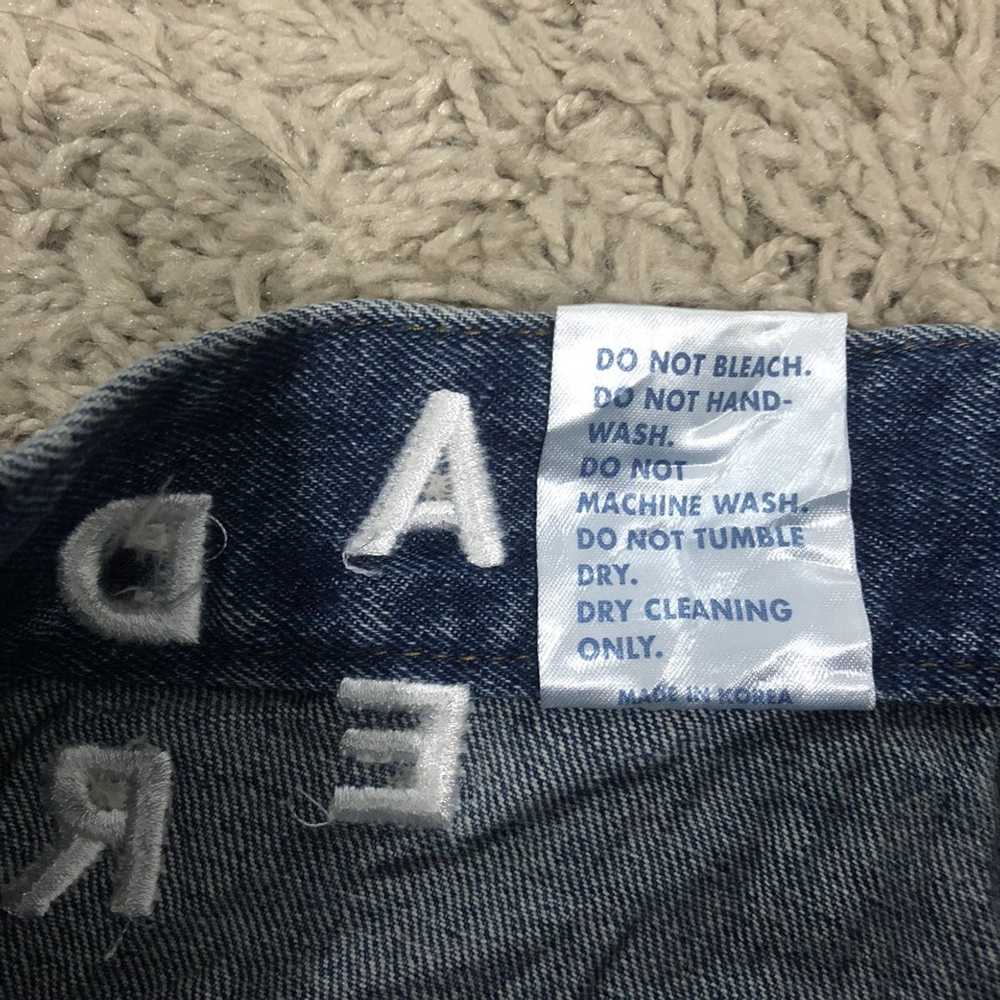 DO NOT BLEACH.
DO NOT HAND-
WASH.
DO NOT
MACHINE WASH.
DO NOT TUMBLE
DRY.
DRY CLEANING
ONLY.
MADE IN KOREA
A
D
E
R